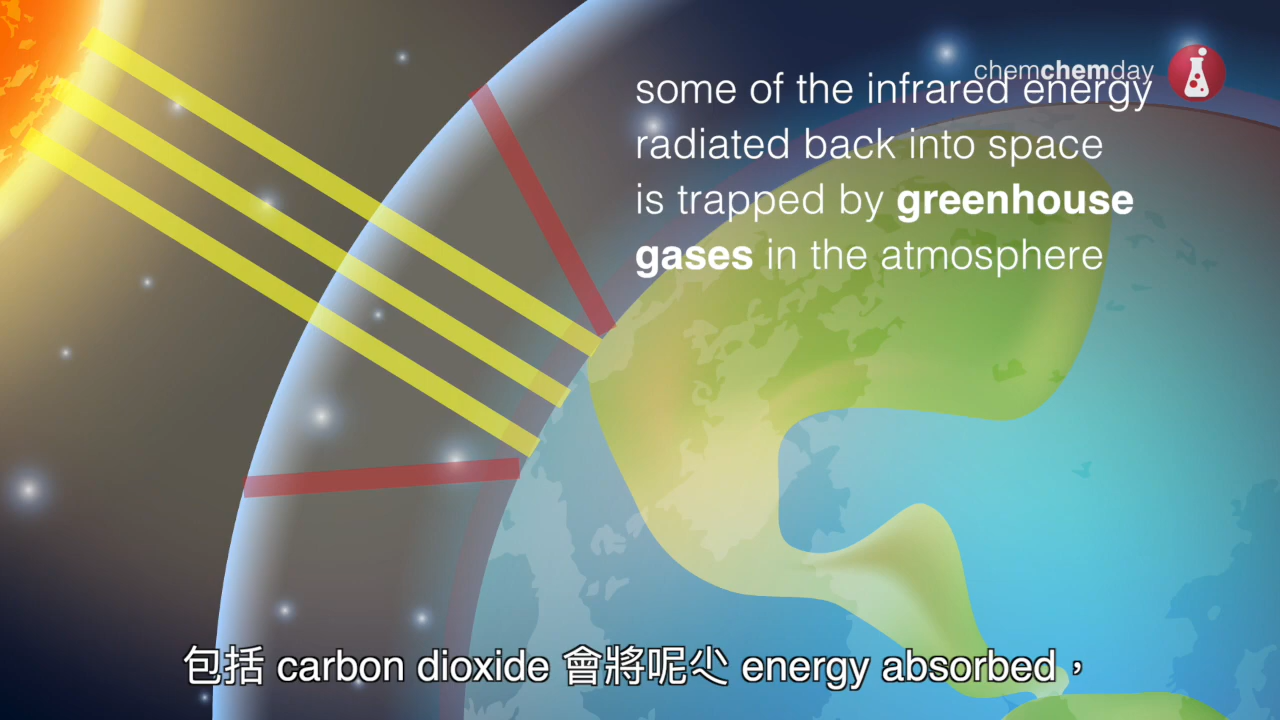 chemchemday
some of the infrared energy
radiated back into space
is trapped by greenhouse
gases in the atmosphere
包括 carbon dioxide 會將呢尐 energy absorbed，